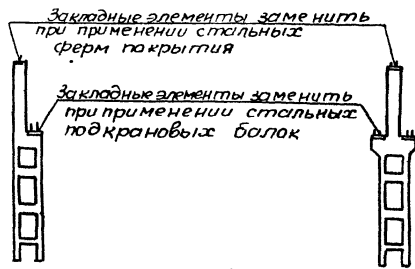 Закладные элементы заменить
при применении стальных
ферм покрытия
Закладные элементы заменить
при применении стальных
подкрановых балок